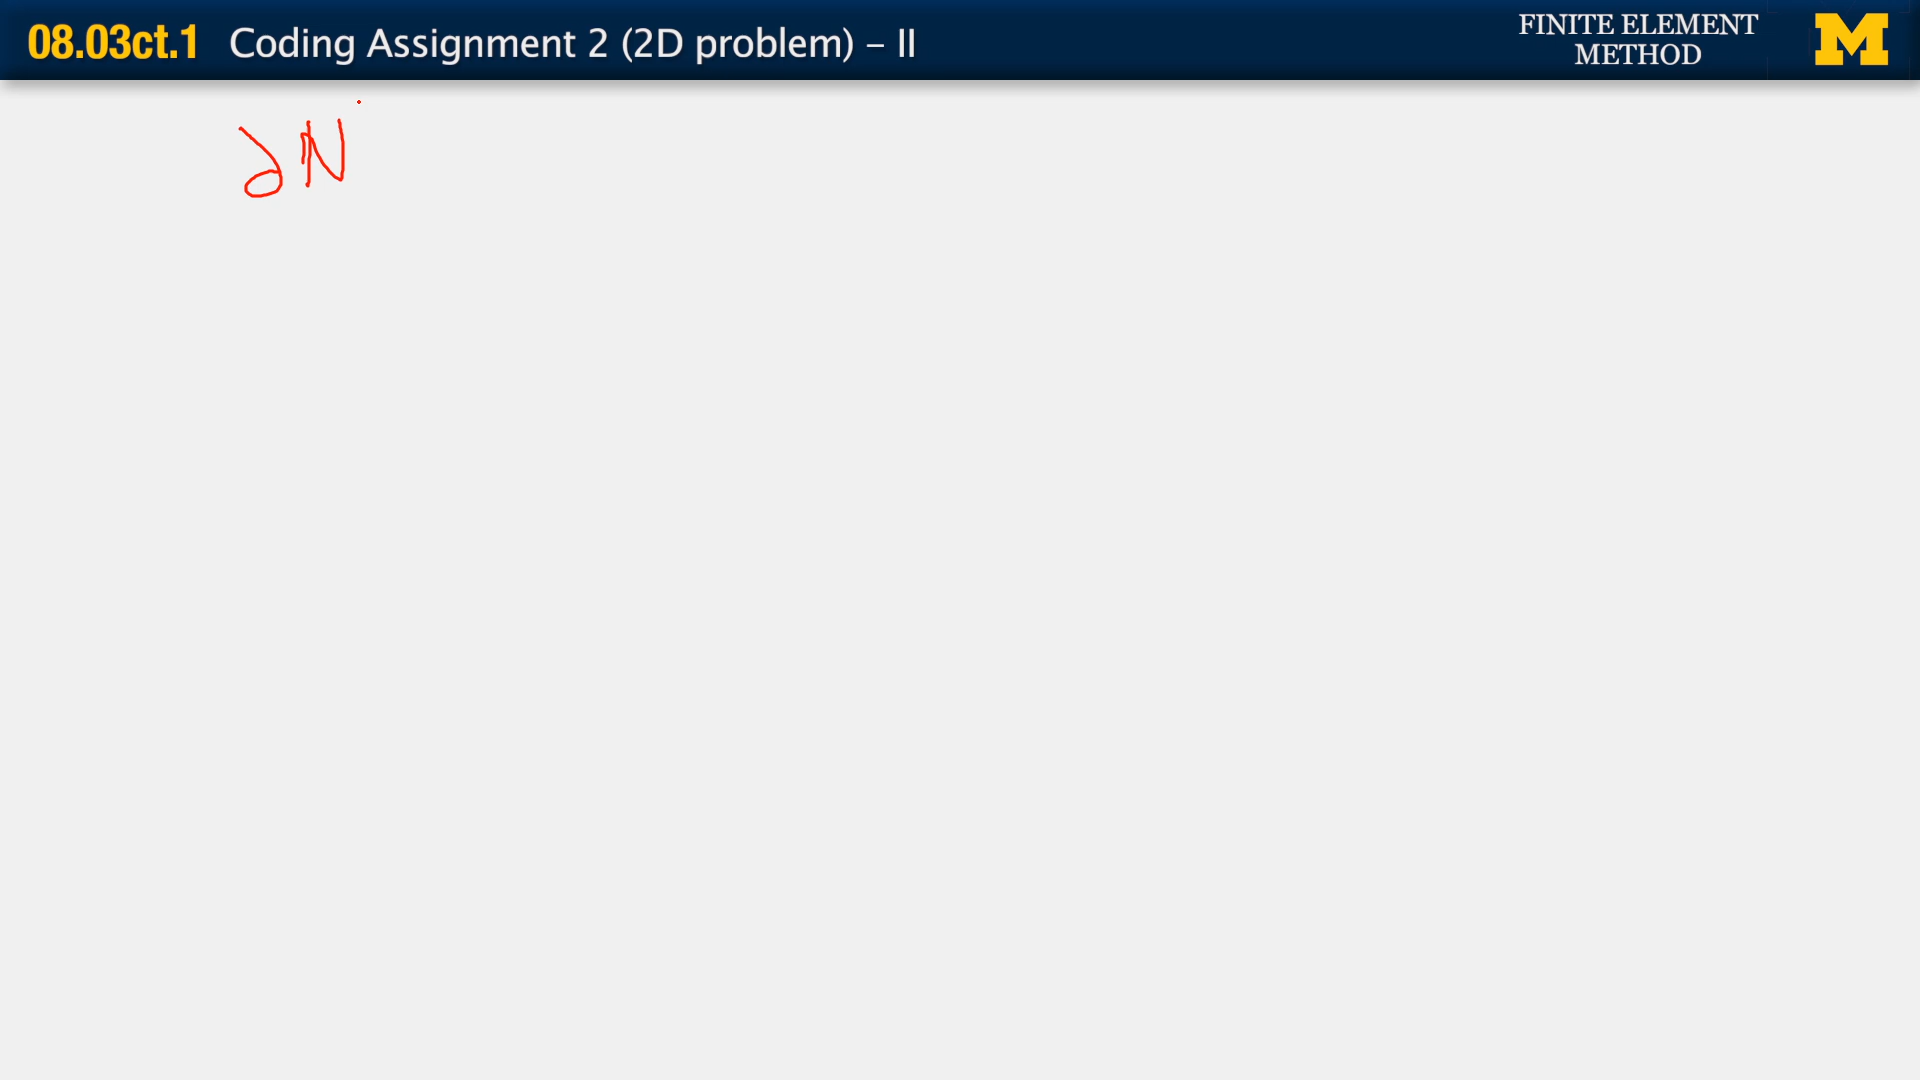 08.03ct.1 Coding Assignment 2 (2D problem) – II
FINITE ELEMENT
METHOD
M
∂N